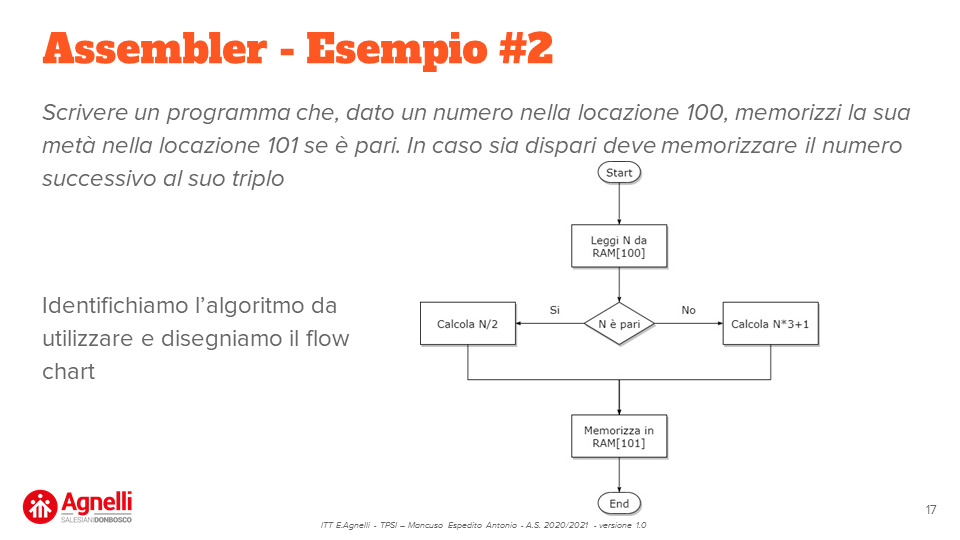 Assembler - Esempio #2
Scrivere un programma che, dato un numero nella locazione 100, memorizzi la sua
metà nella locazione 101 se è pari. In caso sia dispari deve memorizzare il numero
successivo al suo triplo
Start
Leggi N da
RAM[100]
Identifichiamo l’algoritmo da
utilizzare e disegniamo il flow
chart
Calcola N/2
Si
N è pari
No
Calcola N*3+1
Memorizza in
RAM[101]
End
Agnelli
SALESIANIDONBOSCO
ITT E.Agnelli - TPSI – Mancuso Espedito Antonio - A.S. 2020/2021 - versione 1.0
17